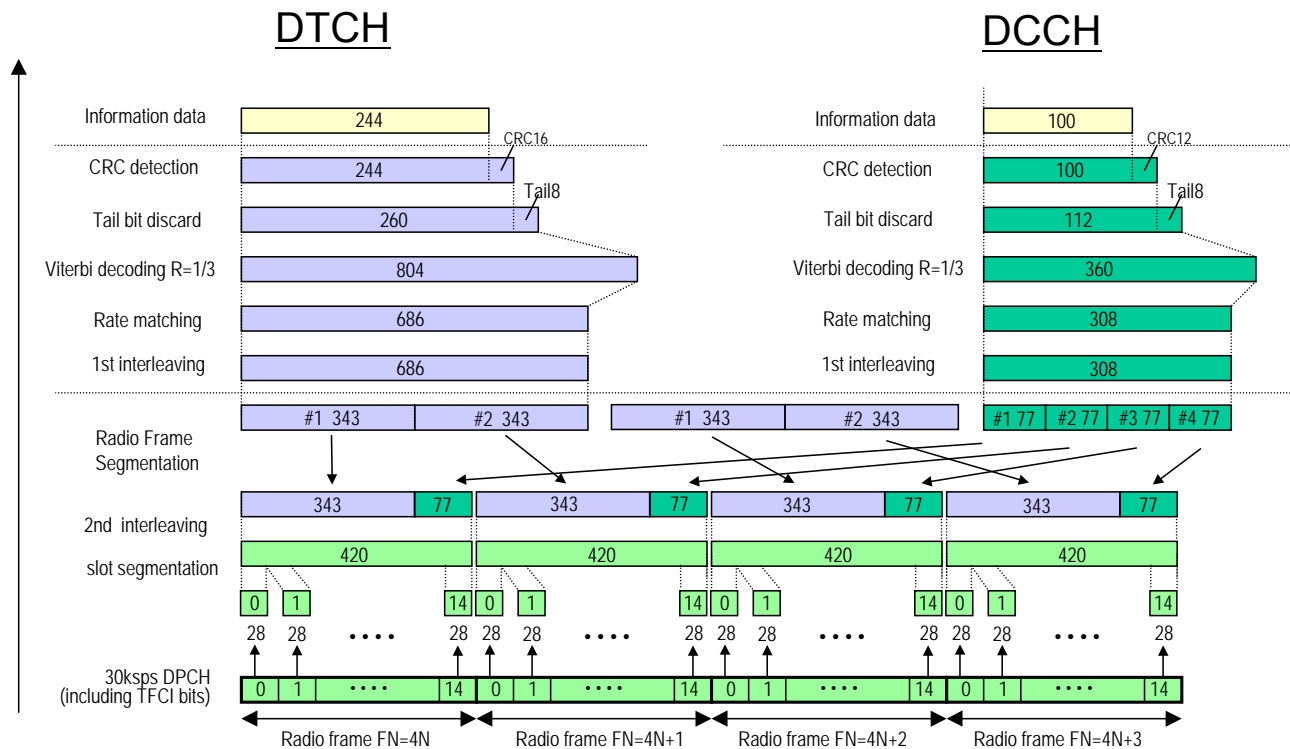 DTCH DCCH
Information data 244 Information data 100
CRC16 CRC12
CRC detection 244 CRC detection 100
Tail8 Tail8
Tail bit discard 260 Tail bit discard 112
Viterbi decoding R=1/3 804 Viterbi decoding R=1/3 360
Rate matching 686 Rate matching 308
1st interleaving 686 1st interleaving 308
#1 343 #2 343 #1 343 #2 343 #1 77 #2 77 #3 77 #4 77
Radio Frame
Segmentation
343 77 343 77 343 77 343 77
2nd interleaving
420 420 420 420
slot segmentation
0 1 14 0 1 14 0 1 14 0 1 14
28 28 •••• 28 28 28 •••• 28 28 28 •••• 28 28 28 •••• 28
30ksps DPCH
(including TFCI bits)
0 1 •••• 14 0 1 •••• 14 0 1 •••• 14 0 1 •••• 14
Radio frame FN=4N Radio frame FN=4N+1 Radio frame FN=4N+2 Radio frame FN=4N+3